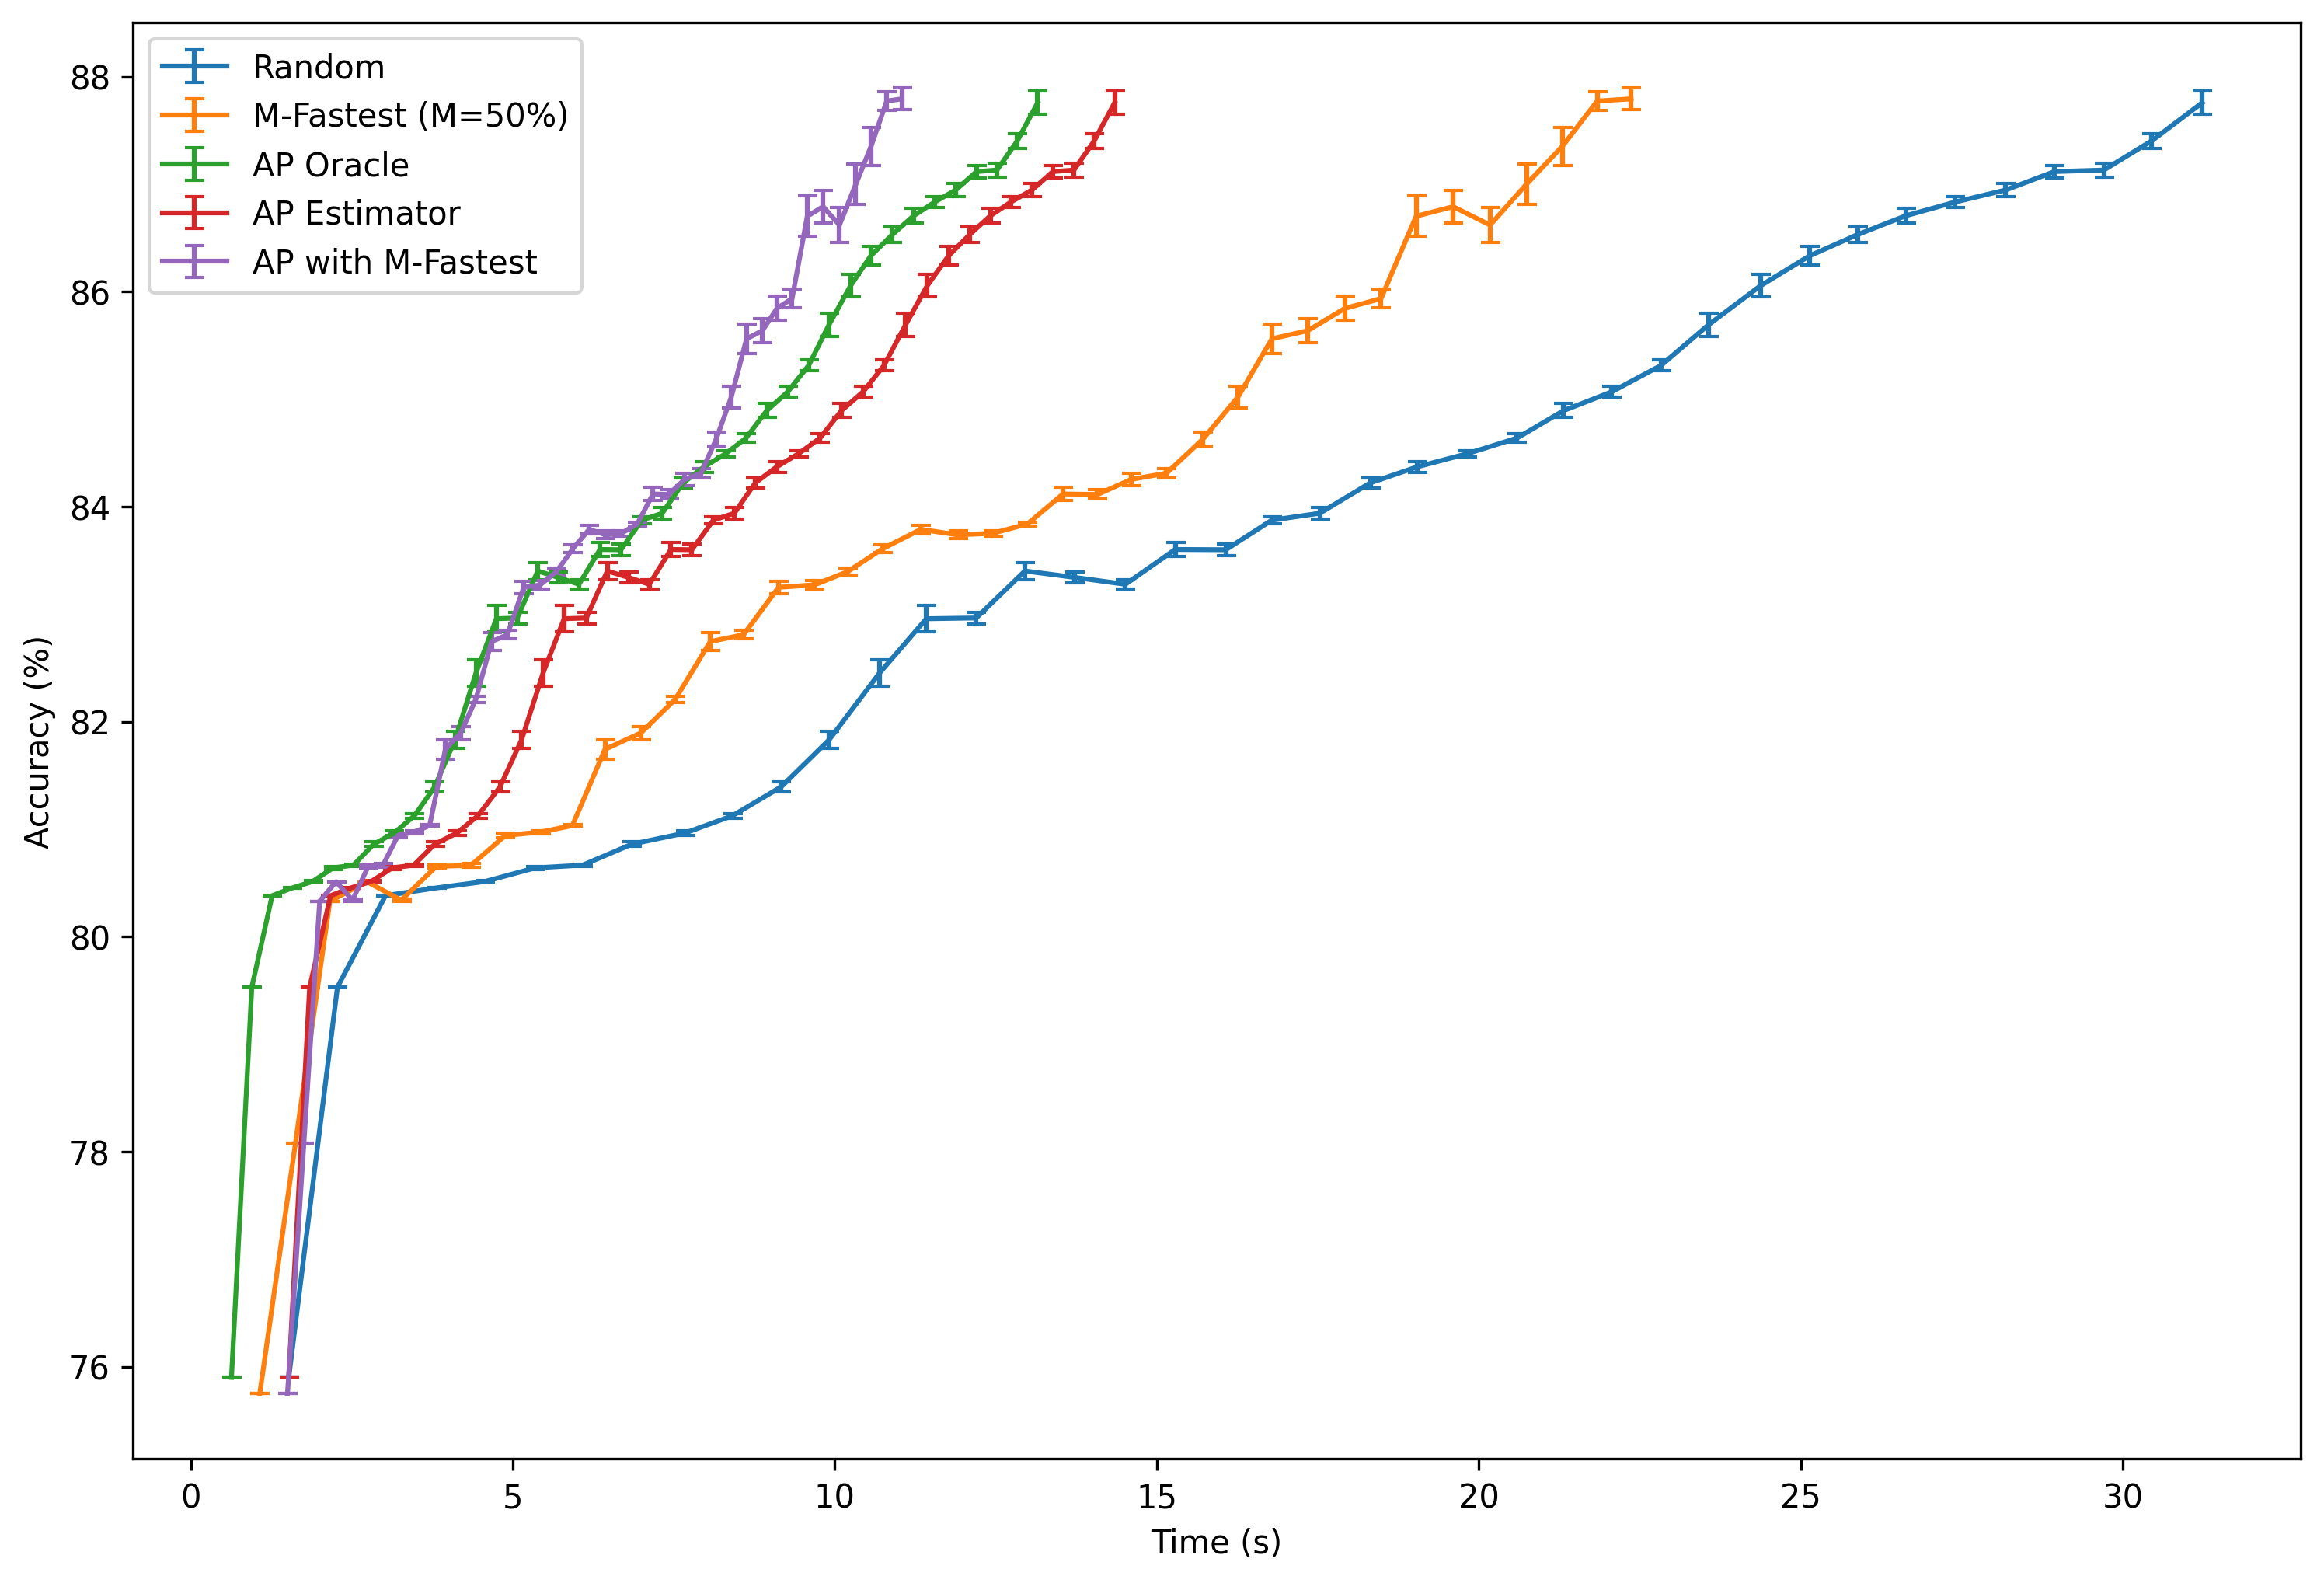 Random
M-Fastest (M=50%)
AP Oracle
AP Estimator
AP with M-Fastest
Accuracy (%)
88
86
84
82
80
78
76
0 5 10 15 20 25 30
Time (s)